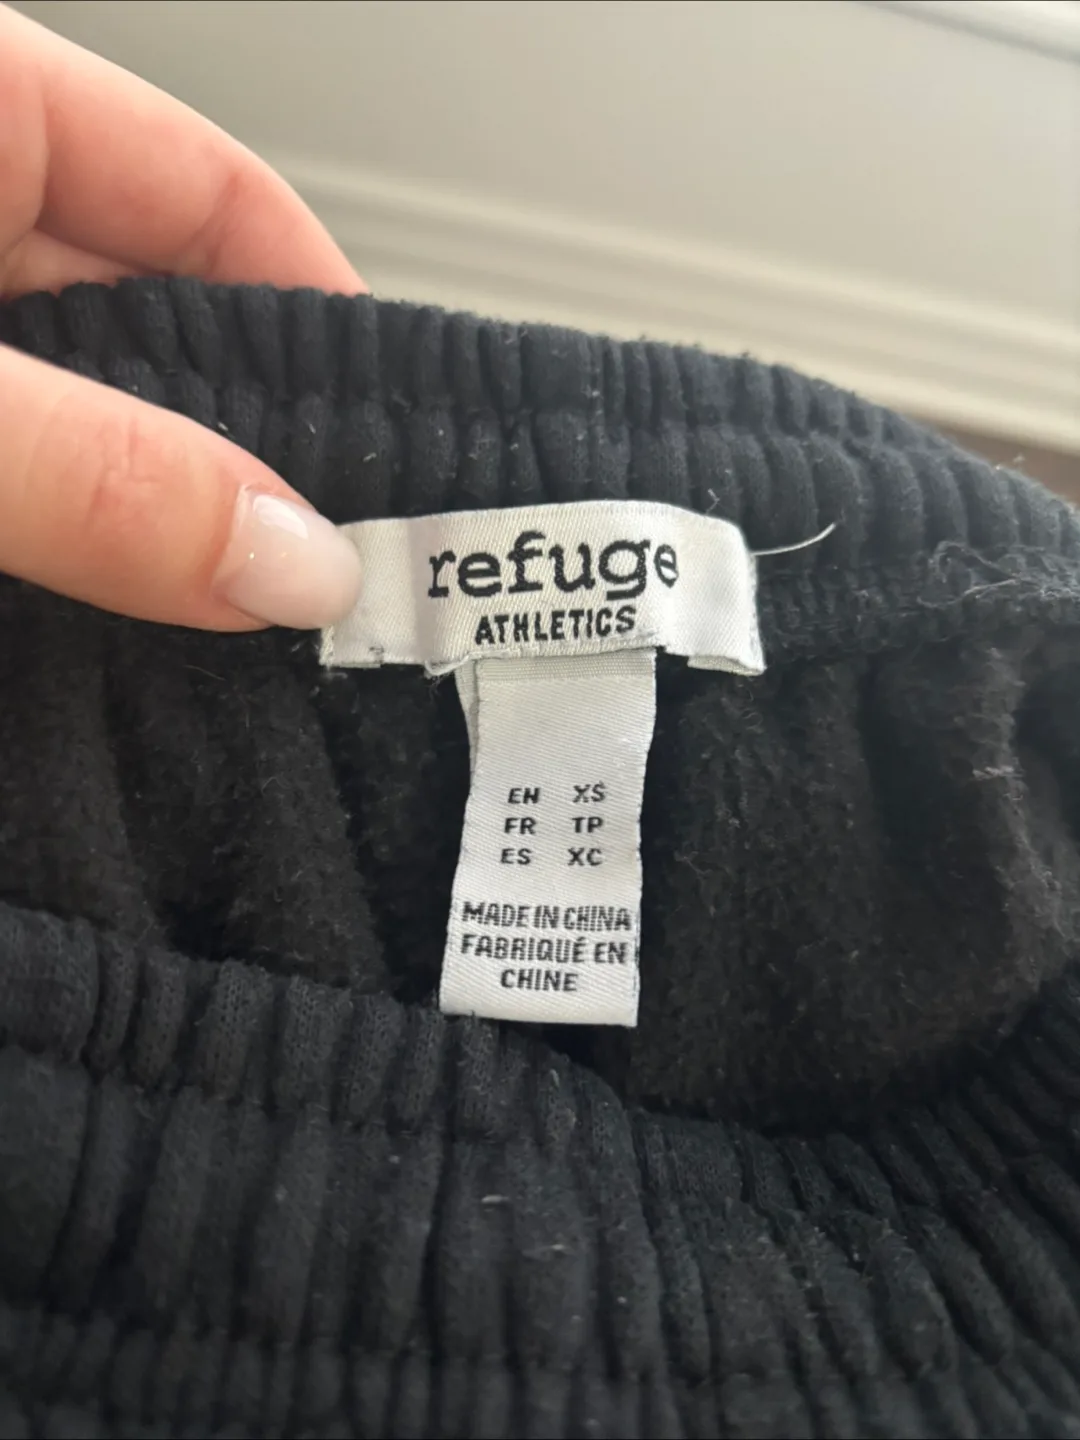 refuge
ATHLETICS
EN XS
FR TP
ES XC
MADE IN CHINA
FABRIQUÉ EN
CHINE